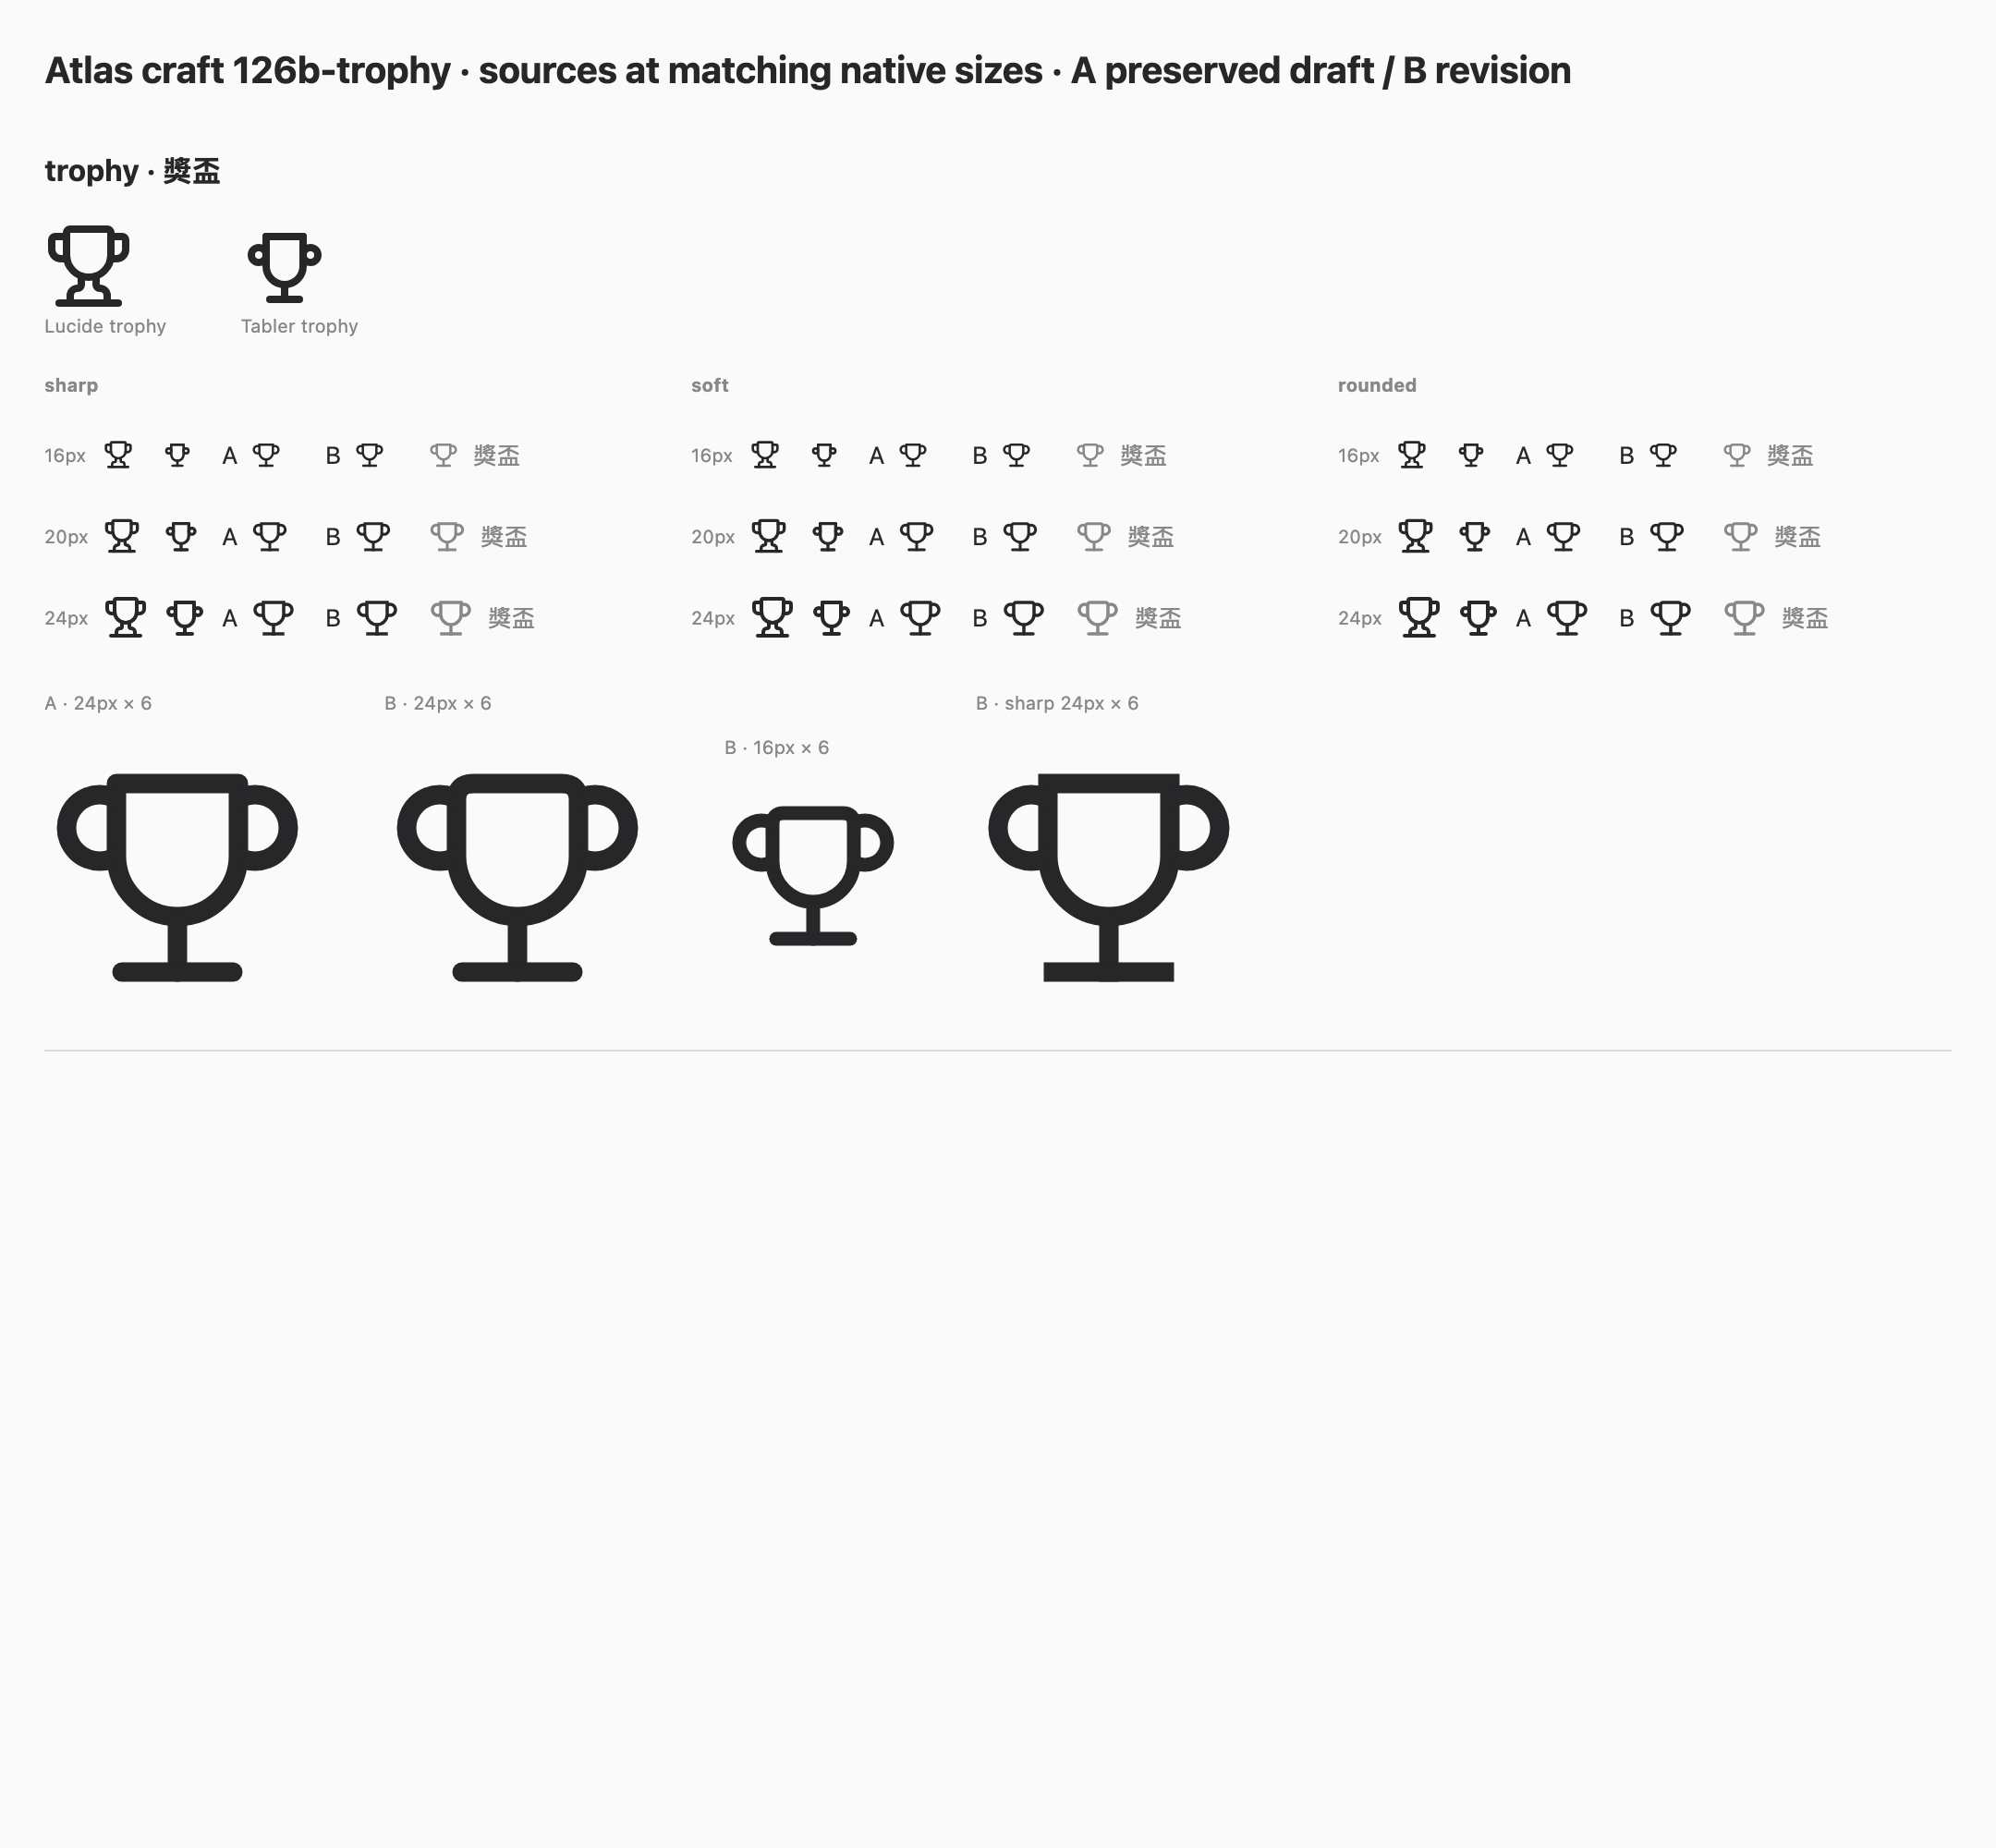 Atlas craft 126b-trophy · sources at matching native sizes · A preserved draft / B revision
trophy · 獎盃
Lucide trophy
Tabler trophy
sharp
soft
rounded
16px A B 獎盃
16px A B 獎盃
16px A B 獎盃
20px A B 獎盃
20px A B 獎盃
20px A B 獎盃
24px A B 獎盃
24px A B 獎盃
24px A B 獎盃
A · 24px × 6
B · 24px × 6
B · 16px × 6
B · sharp 24px × 6